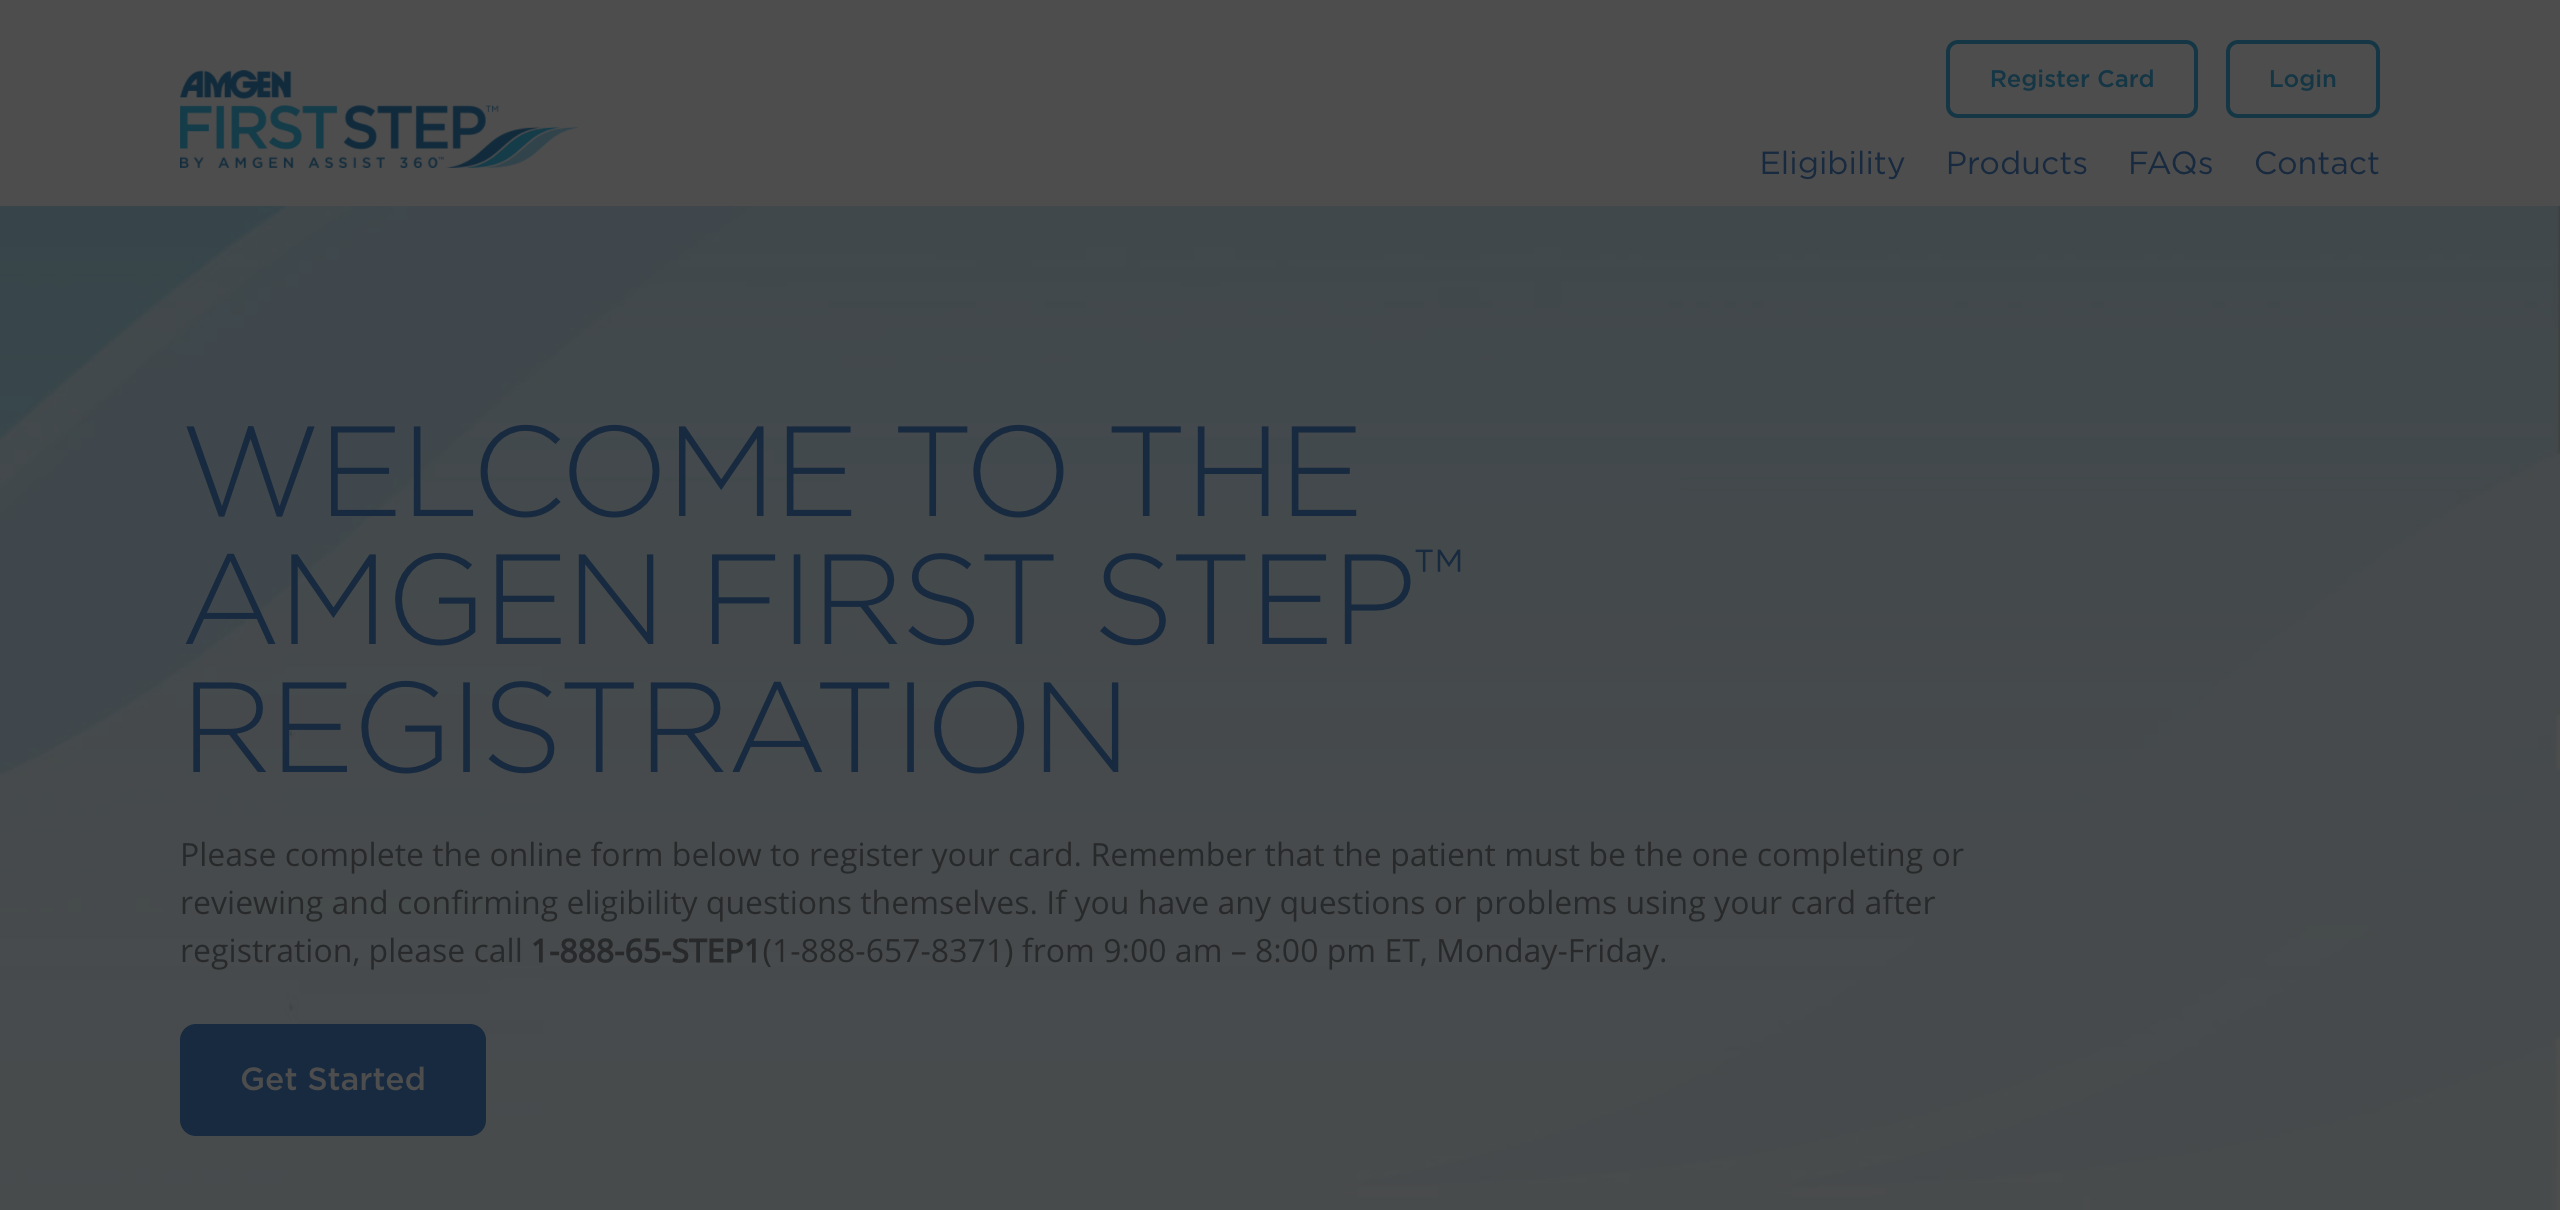 AMGEN
FIRST STEP™
BY AMGEN ASSIST 360™
Register Card
Login
Eligibility
Products
FAQs
Contact
WELCOME TO THE
AMGEN FIRST STEP™
REGISTRATION
Please complete the online form below to register your card. Remember that the patient must be the one completing or
reviewing and confirming eligibility questions themselves. If you have any questions or problems using your card after
registration, please call 1-888-65-STEP1(1-888-657-8371) from 9:00 am – 8:00 pm ET, Monday-Friday.
Get Started